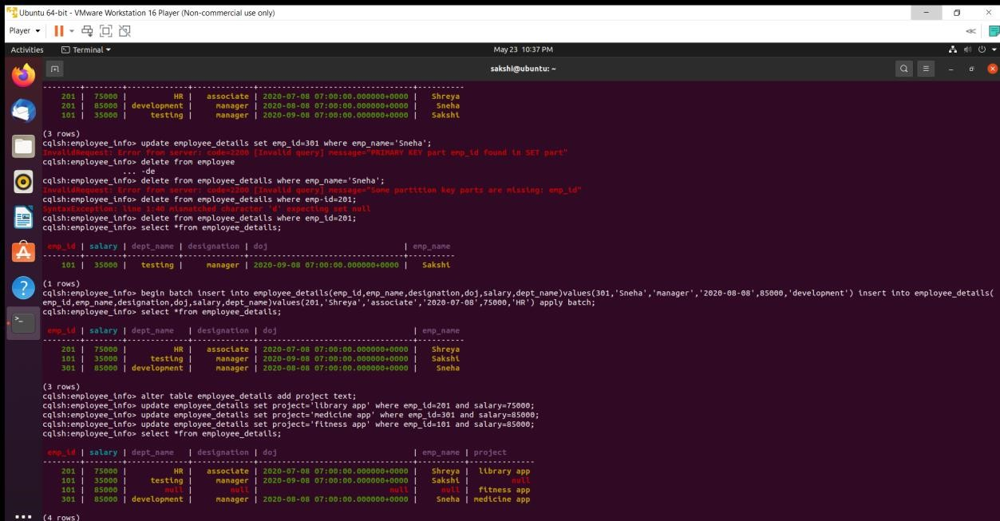 Ubuntu 64-bit - VMware Workstation 16 Player (Non-commercial use only)
Player
Activities Terminal May 23 10:37 PM
sakshi@ubuntu: ~
--------+--------+-------------+-------------+---------------------------------+----------
201 | 75000 | HR | associate | 2020-07-08 07:00:00.000000+0000 | Shreya
201 | 85000 | development | manager | 2020-08-08 07:00:00.000000+0000 | Sneha
101 | 35000 | testing | manager | 2020-09-08 07:00:00.000000+0000 | Sakshi
(3 rows)
cqlsh:employee_info> update employee_details set emp_id=301 where emp_name='Sneha';
InvalidRequest: Error from server: code=2200 [Invalid query] message="PRIMARY KEY part emp_id found in SET part"
cqlsh:employee_info> delete from employee
... -de
cqlsh:employee_info> delete from employee_details where emp_name='Sneha';
InvalidRequest: Error from server: code=2200 [Invalid query] message="Some partition key parts are missing: emp_id"
cqlsh:employee_info> delete from employee_details where emp-id=201;
SyntaxException: line 1:40 mismatched character 'd' expecting set null
cqlsh:employee_info> delete from employee_details where emp_id=201;
cqlsh:employee_info> select *from employee_details;
emp_id | salary | dept_name | designation | doj | emp_name
--------+--------+-----------+-------------+---------------------------------+----------
101 | 35000 | testing | manager | 2020-09-08 07:00:00.000000+0000 | Sakshi
(1 rows)
cqlsh:employee_info> begin batch insert into employee_details(emp_id,emp_name,designation,doj,salary,dept_name)values(301,'Sneha','manager','2020-08-08',85000,'development') insert into employee_details(
emp_id,emp_name,designation,doj,salary,dept_name)values(201,'Shreya','associate','2020-07-08',75000,'HR') apply batch;
cqlsh:employee_info> select *from employee_details;
emp_id | salary | dept_name | designation | doj | emp_name
--------+--------+-------------+-------------+---------------------------------+----------
201 | 75000 | HR | associate | 2020-07-08 07:00:00.000000+0000 | Shreya
101 | 35000 | testing | manager | 2020-09-08 07:00:00.000000+0000 | Sakshi
301 | 85000 | development | manager | 2020-08-08 07:00:00.000000+0000 | Sneha
(3 rows)
cqlsh:employee_info> alter table employee_details add project text;
cqlsh:employee_info> update employee_details set project='library app' where emp_id=201 and salary=75000;
cqlsh:employee_info> update employee_details set project='medicine app' where emp_id=301 and salary=85000;
cqlsh:employee_info> update employee_details set project='fitness app' where emp_id=101 and salary=85000;
cqlsh:employee_info> select *from employee_details;
emp_id | salary | dept_name | designation | doj | emp_name | project
--------+--------+-------------+-------------+---------------------------------+----------+--------------
201 | 75000 | HR | associate | 2020-07-08 07:00:00.000000+0000 | Shreya | library app
101 | 35000 | testing | manager | 2020-09-08 07:00:00.000000+0000 | Sakshi | null
101 | 85000 | null | null | null | null | fitness app
301 | 85000 | development | manager | 2020-08-08 07:00:00.000000+0000 | Sneha | medicine app
(4 rows)